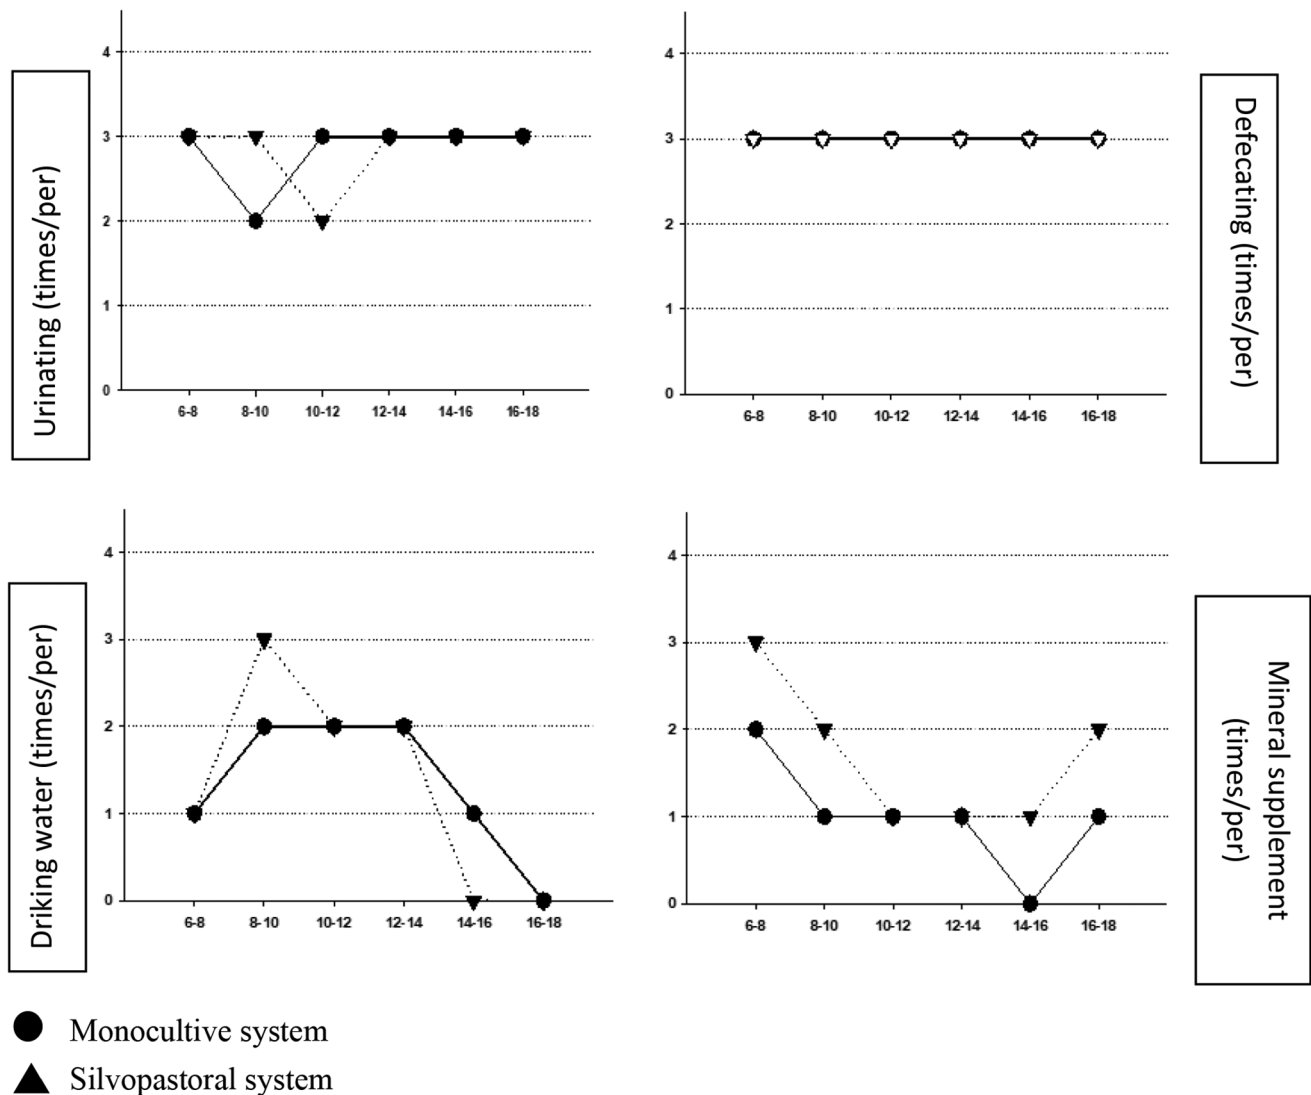 Urinating (times/per)
4
3
2
1
0
6-8 8-10 10-12 12-14 14-16 16-18
4
3
2
1
0
6-8 8-10 10-12 12-14 14-16 16-18
Defecating (times/per)
Driking water (times/per)
4
3
2
1
0
6-8 8-10 10-12 12-14 14-16 16-18
4
3
2
1
0
6-8 8-10 10-12 12-14 14-16 16-18
Mineral supplement
(times/per)
Monocultive system
Silvopastoral system